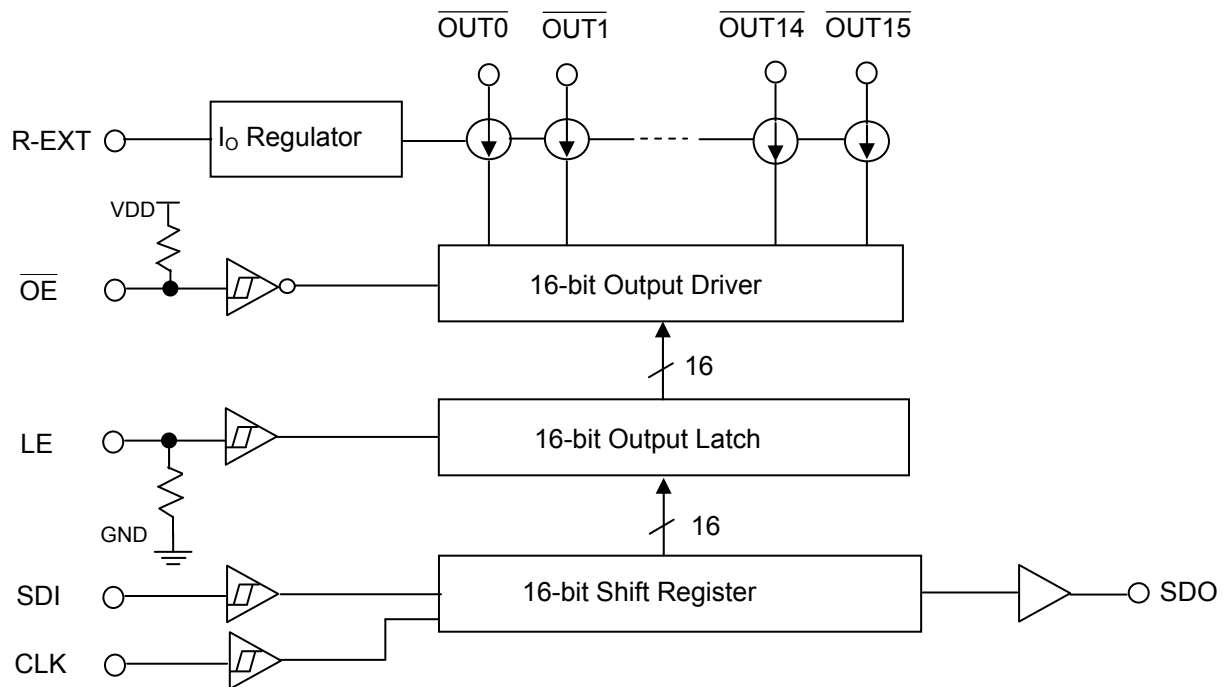 OUT0 OUT1 OUT14 OUT15
R-EXT
IO Regulator
VDD
OE
16-bit Output Driver
16
LE
16-bit Output Latch
GND
16
SDI
16-bit Shift Register
SDO
CLK